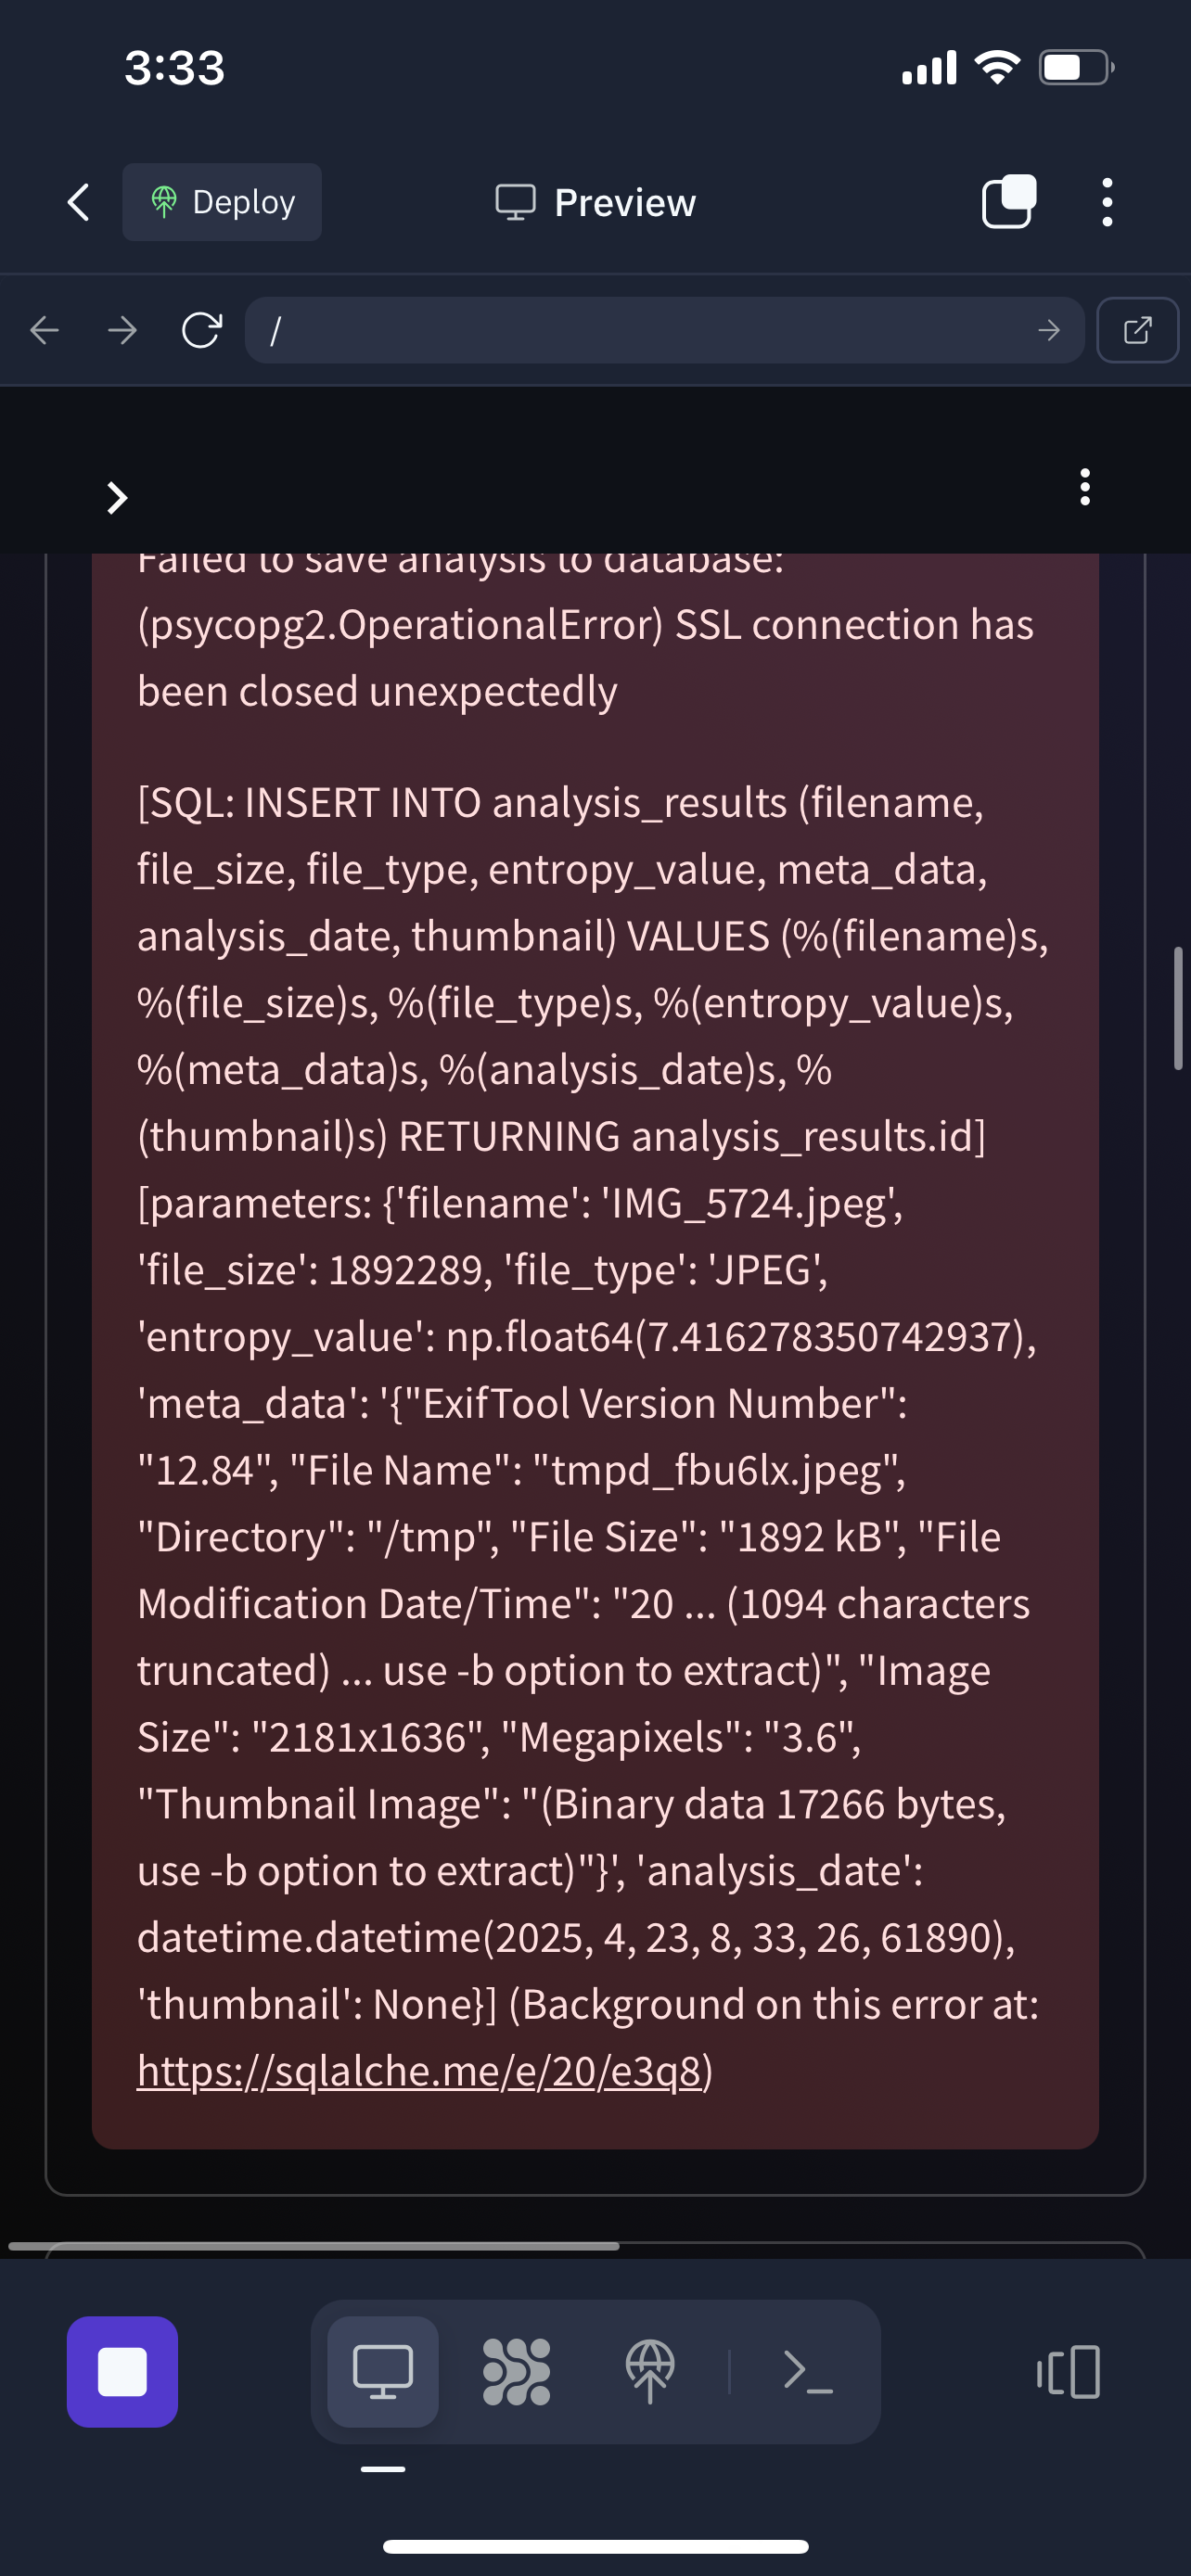 3:33
Deploy
Preview
/
Failed to save analysis to database:
(psycopg2.OperationalError) SSL connection has
been closed unexpectedly
[SQL: INSERT INTO analysis_results (filename,
file_size, file_type, entropy_value, meta_data,
analysis_date, thumbnail) VALUES (%(filename)s,
%(file_size)s, %(file_type)s, %(entropy_value)s,
%(meta_data)s, %(analysis_date)s, %
(thumbnail)s) RETURNING analysis_results.id]
[parameters: {'filename': 'IMG_5724.jpeg',
'file_size': 1892289, 'file_type': 'JPEG',
'entropy_value': np.float64(7.416278350742937),
'meta_data': '{"ExifTool Version Number":
"12.84", "File Name": "tmpd_fbu6lx.jpeg",
"Directory": "/tmp", "File Size": "1892 kB", "File
Modification Date/Time": "20 ... (1094 characters
truncated) ... use -b option to extract)", "Image
Size": "2181x1636", "Megapixels": "3.6",
"Thumbnail Image": "(Binary data 17266 bytes,
use -b option to extract)"}', 'analysis_date':
datetime.datetime(2025, 4, 23, 8, 33, 26, 61890),
'thumbnail': None}] (Background on this error at:
https://sqlalche.me/e/20/e3q8)